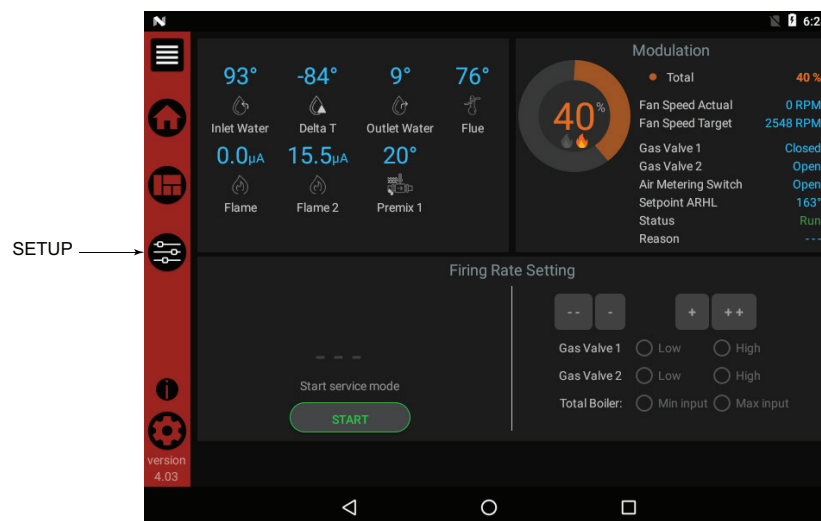 6:2
SETUP
93° -84° 9° 76°
Inlet Water Delta T Outlet Water Flue
0.0µA 15.5µA 20°
Flame Flame 2 Premix 1
Modulation
Total 40 %
40%
Fan Speed Actual 0 RPM
Fan Speed Target 2548 RPM
Gas Valve 1 Closed
Gas Valve 2 Open
Air Metering Switch Open
Setpoint ARHL 163°
Status Run
Reason ---
Firing Rate Setting
---
Start service mode
START
-- - + ++
Gas Valve 1 Low High
Gas Valve 2 Low High
Total Boiler: Min input Max input
version
4.03